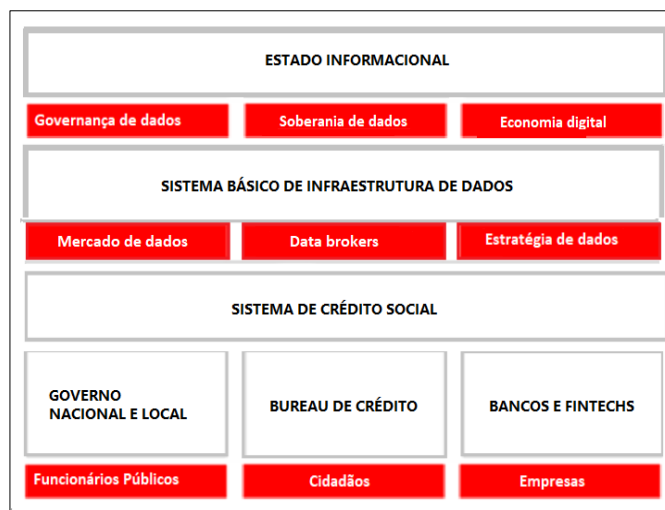 ESTADO INFORMACIONAL
Governança de dados
Soberania de dados
Economia digital
SISTEMA BÁSICO DE INFRAESTRUTURA DE DADOS
Mercado de dados
Data brokers
Estratégia de dados
SISTEMA DE CRÉDITO SOCIAL
GOVERNO
NACIONAL E LOCAL
BUREAU DE CRÉDITO
BANCOS E FINTECHS
Funcionários Públicos
Cidadãos
Empresas